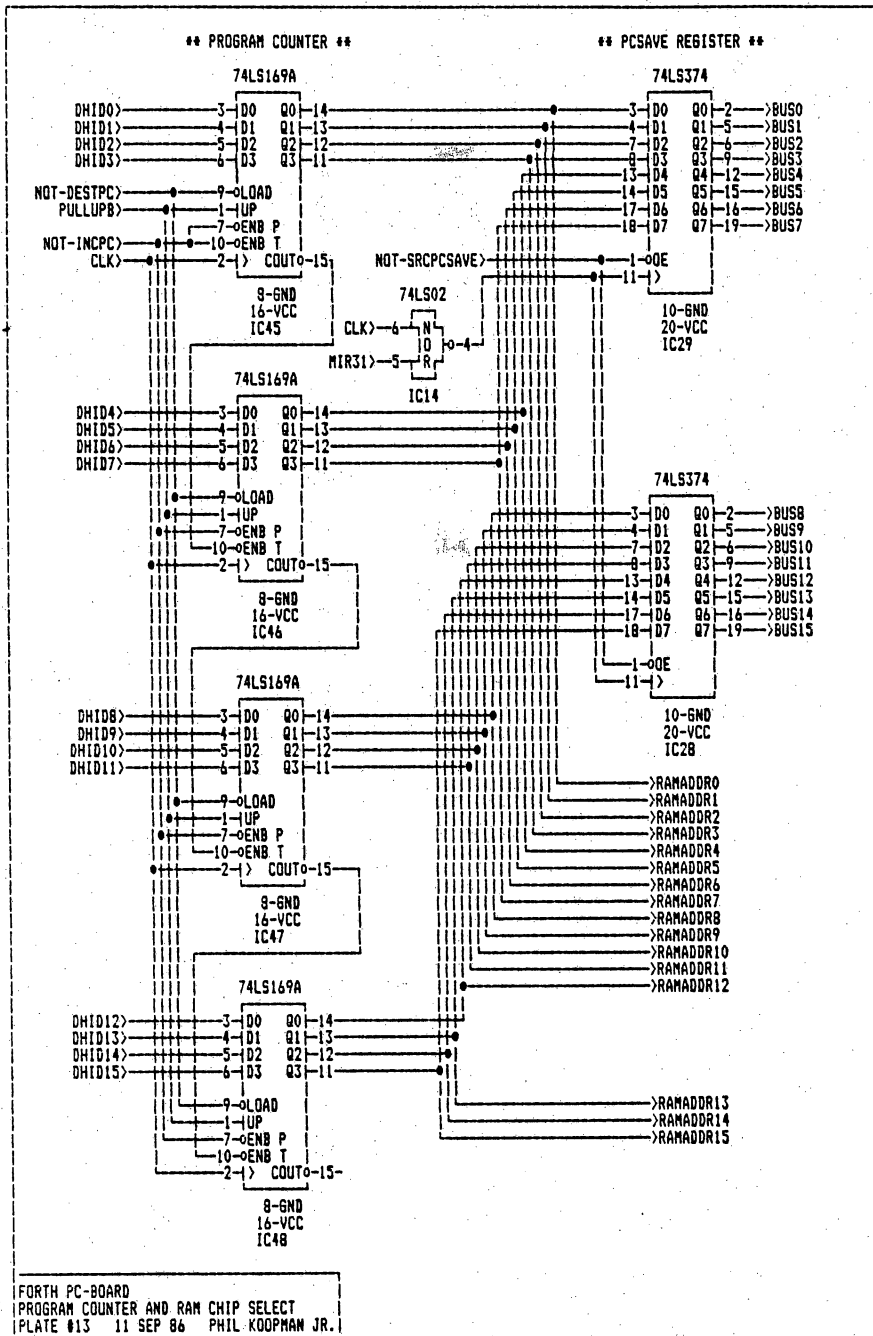 ** PROGRAM COUNTER **
** PCSAVE REGISTER **
74LS169A
DHID0>
DHID1>
DHID2>
DHID3>
3 D0 Q0 14
4 D1 Q1 13
5 D2 Q2 12
6 D3 Q3 11
NOT-DESTPC>
PULLUPB>
NOT-INCPC>
CLK>
9 LOAD
1 UP
7 ENB P
10 ENB T
2 > COUT 15
8-GND
16-VCC
IC45
74LS374
3 D0 Q0 2 >BUS0
4 D1 Q1 5 >BUS1
7 D2 Q2 6 >BUS2
8 D3 Q3 9 >BUS3
13 D4 Q4 12 >BUS4
14 D5 Q5 15 >BUS5
17 D6 Q6 16 >BUS6
18 D7 Q7 19 >BUS7
NOT-SRCPCSAVE>
1 OE
11 >
10-GND
20-VCC
IC29
74LS02
CLK> 6 N
O 4
MIR31> 5 R
IC14
74LS169A
DHID4> 3 D0 Q0 14
DHID5> 4 D1 Q1 13
DHID6> 5 D2 Q2 12
DHID7> 6 D3 Q3 11
9 LOAD
1 UP
7 ENB P
10 ENB T
2 > COUT 15
8-GND
16-VCC
IC46
74LS374
3 D0 Q0 2 >BUS8
4 D1 Q1 5 >BUS9
7 D2 Q2 6 >BUS10
8 D3 Q3 9 >BUS11
13 D4 Q4 12 >BUS12
14 D5 Q5 15 >BUS13
17 D6 Q6 16 >BUS14
18 D7 Q7 19 >BUS15
1 OE
11 >
10-GND
20-VCC
IC28
74LS169A
DHID8> 3 D0 Q0 14
DHID9> 4 D1 Q1 13
DHID10> 5 D2 Q2 12
DHID11> 6 D3 Q3 11
9 LOAD
1 UP
7 ENB P
10 ENB T
2 > COUT 15
8-GND
16-VCC
IC47
>RAMADDR0
>RAMADDR1
>RAMADDR2
>RAMADDR3
>RAMADDR4
>RAMADDR5
>RAMADDR6
>RAMADDR7
>RAMADDR8
>RAMADDR9
>RAMADDR10
>RAMADDR11
>RAMADDR12
74LS169A
DHID12> 3 D0 Q0 14
DHID13> 4 D1 Q1 13
DHID14> 5 D2 Q2 12
DHID15> 6 D3 Q3 11
9 LOAD
1 UP
7 ENB P
10 ENB T
2 > COUT 15
8-GND
16-VCC
IC48
>RAMADDR13
>RAMADDR14
>RAMADDR15
FORTH PC-BOARD
PROGRAM COUNTER AND RAM CHIP SELECT
PLATE #13 11 SEP 86 PHIL KOOPMAN JR.